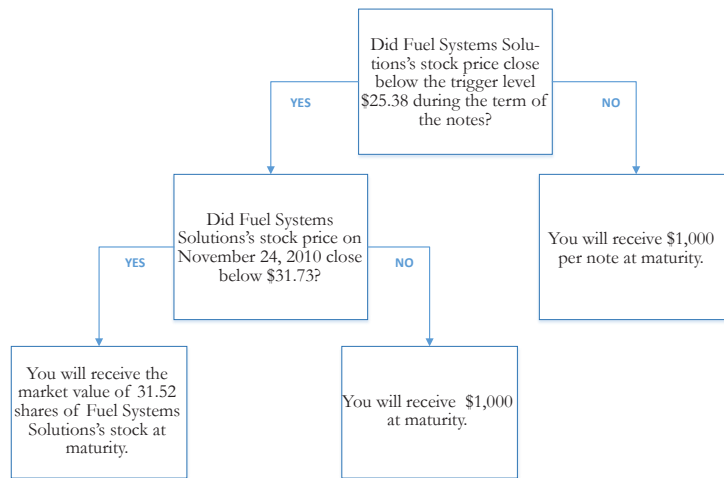 Did Fuel Systems Solu-
tions's stock price close
below the trigger level
$25.38 during the term of
the notes?
YES
NO
Did Fuel Systems
Solutions's stock price on
November 24, 2010 close
below $31.73?
You will receive $1,000
per note at maturity.
YES
NO
You will receive the
market value of 31.52
shares of Fuel Systems
Solutions's stock at
maturity.
You will receive $1,000
at maturity.